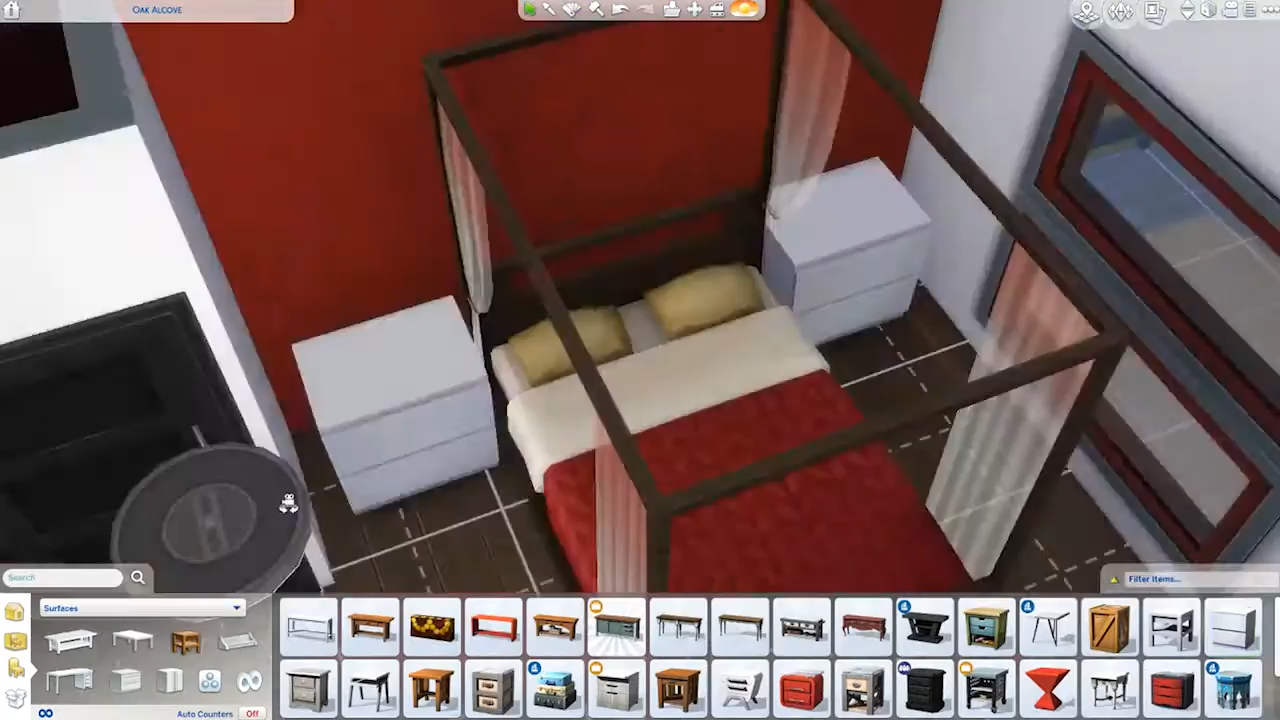 OAK ALCOVE
Search
Filter Items...
Surfaces
Auto Counters Off